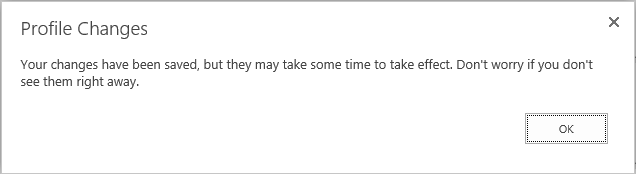 Profile Changes
Your changes have been saved, but they may take some time to take effect. Don't worry if you don't
see them right away.
OK